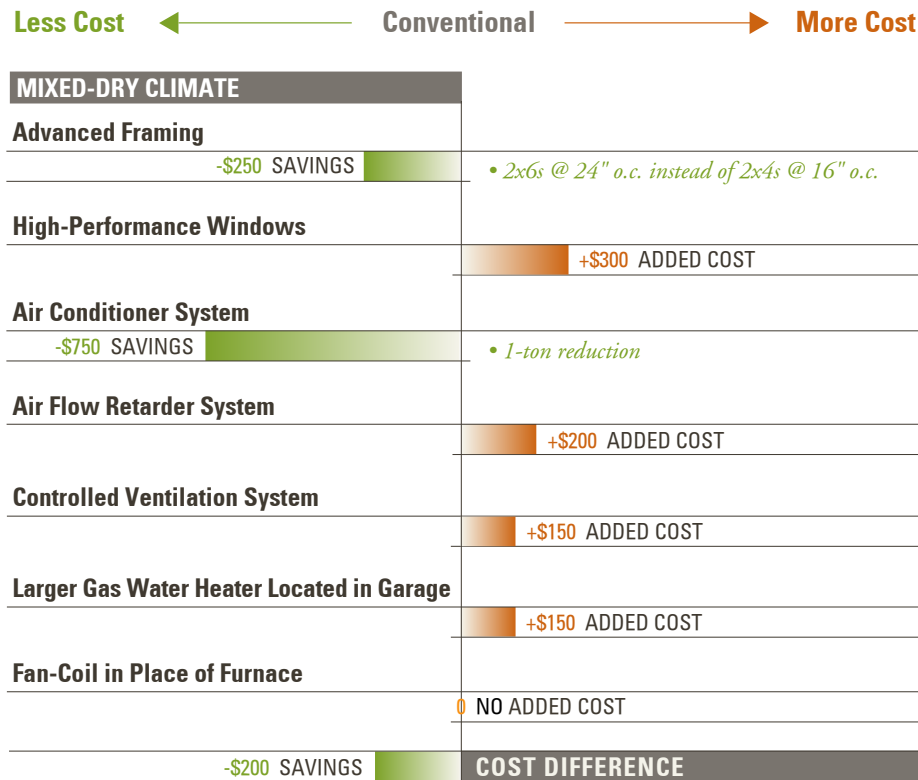 Less Cost Conventional More Cost
MIXED-DRY CLIMATE
Advanced Framing
-$250 SAVINGS • 2x6s @ 24" o.c. instead of 2x4s @ 16" o.c.
High-Performance Windows
+$300 ADDED COST
Air Conditioner System
-$750 SAVINGS • 1-ton reduction
Air Flow Retarder System
+$200 ADDED COST
Controlled Ventilation System
+$150 ADDED COST
Larger Gas Water Heater Located in Garage
+$150 ADDED COST
Fan-Coil in Place of Furnace
0 NO ADDED COST
-$200 SAVINGS COST DIFFERENCE